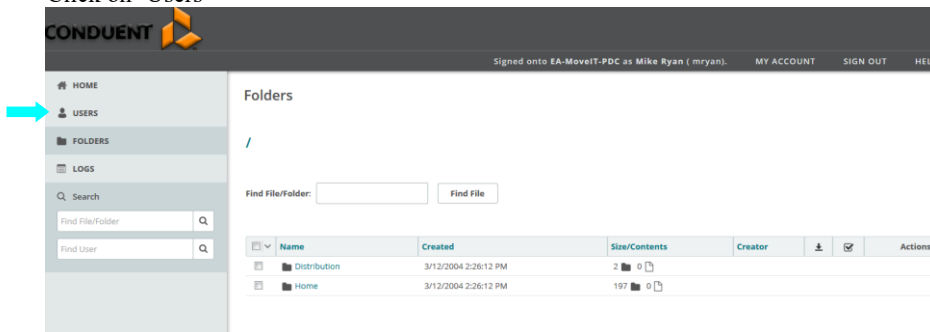 Click on "Users"
CONDUENT
Signed onto EA-MoveIT-PDC as Mike Ryan ( mryan). MY ACCOUNT SIGN OUT
HOME
Folders
USERS
FOLDERS
/
LOGS
Search
Find File/Folder: Find File
Find File/Folder
Find User
Name Created Size/Contents Creator Actions
Distribution 3/12/2004 2:26:12 PM 2 0
Home 3/12/2004 2:26:12 PM 197 0